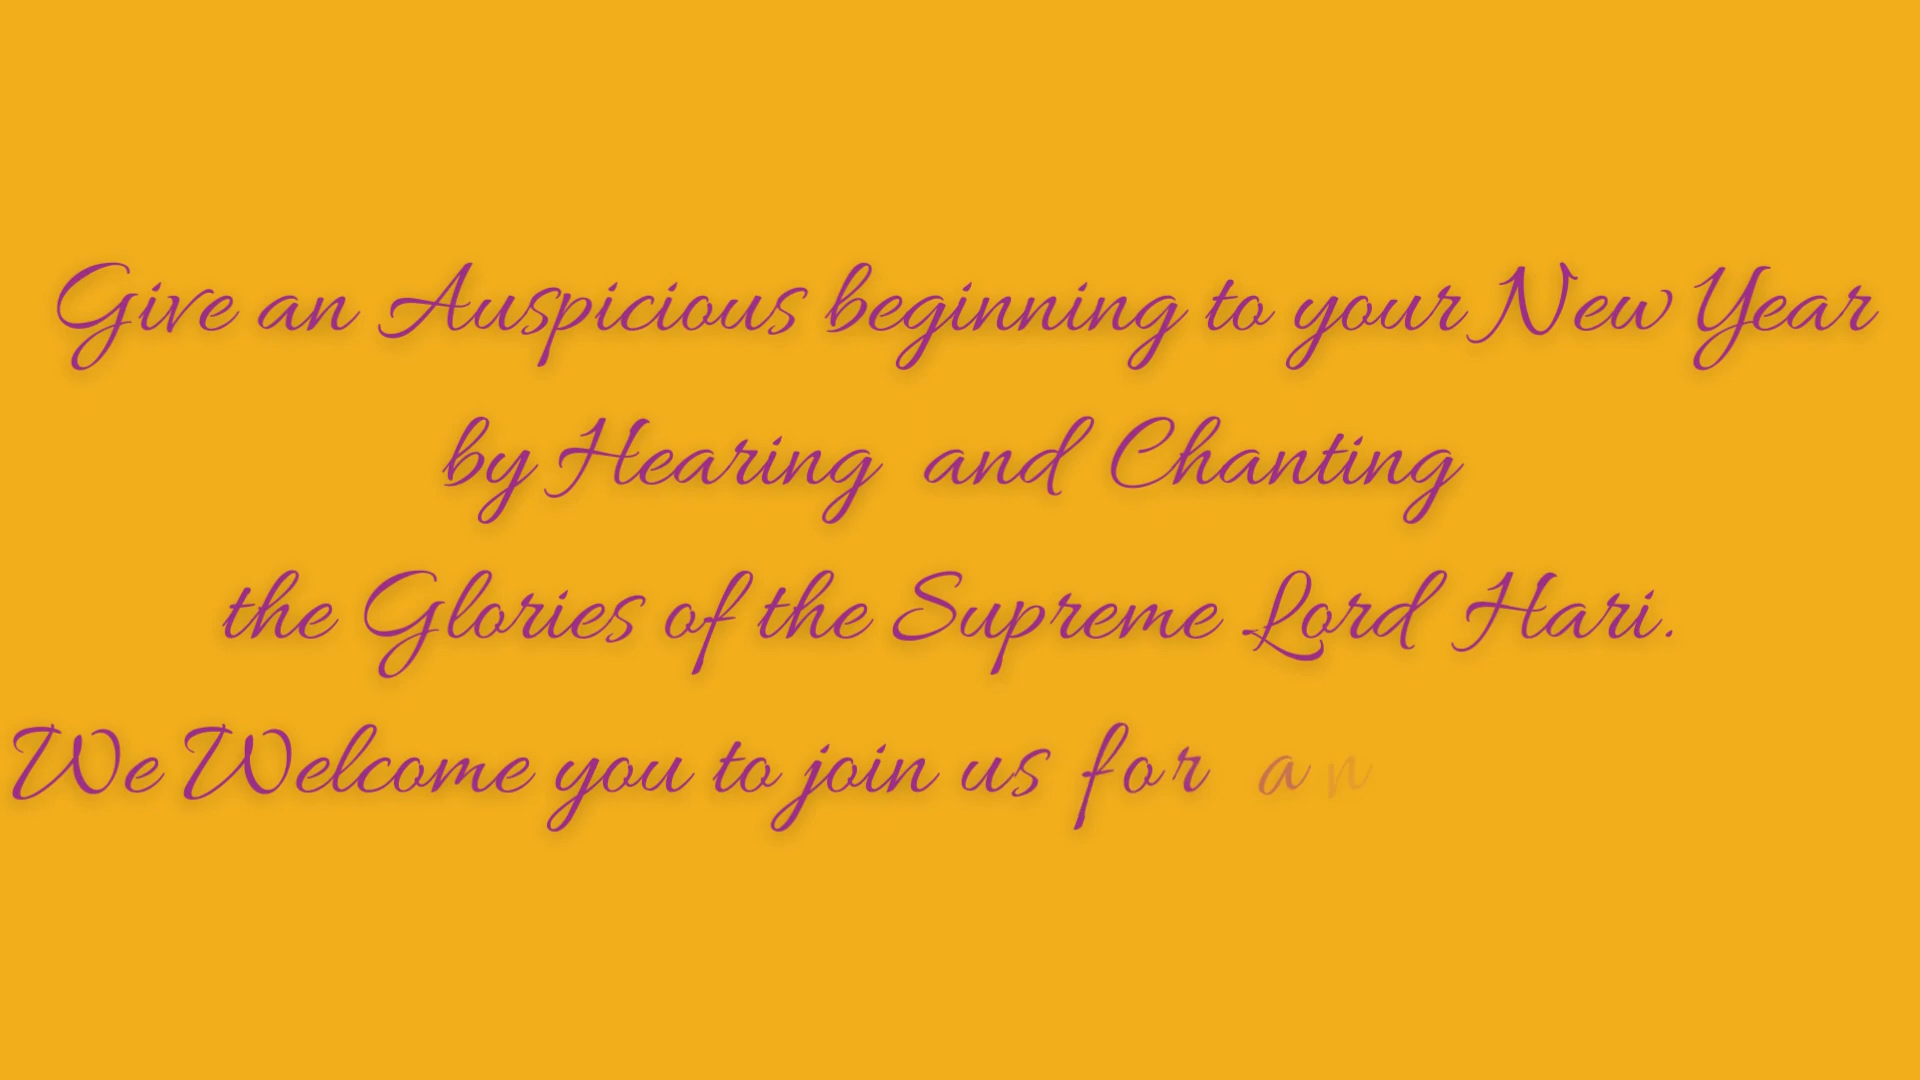 Give an Auspicious beginning to your New Year
by Hearing and Chanting
the Glories of the Supreme Lord Hari.
We Welcome you to join us for an